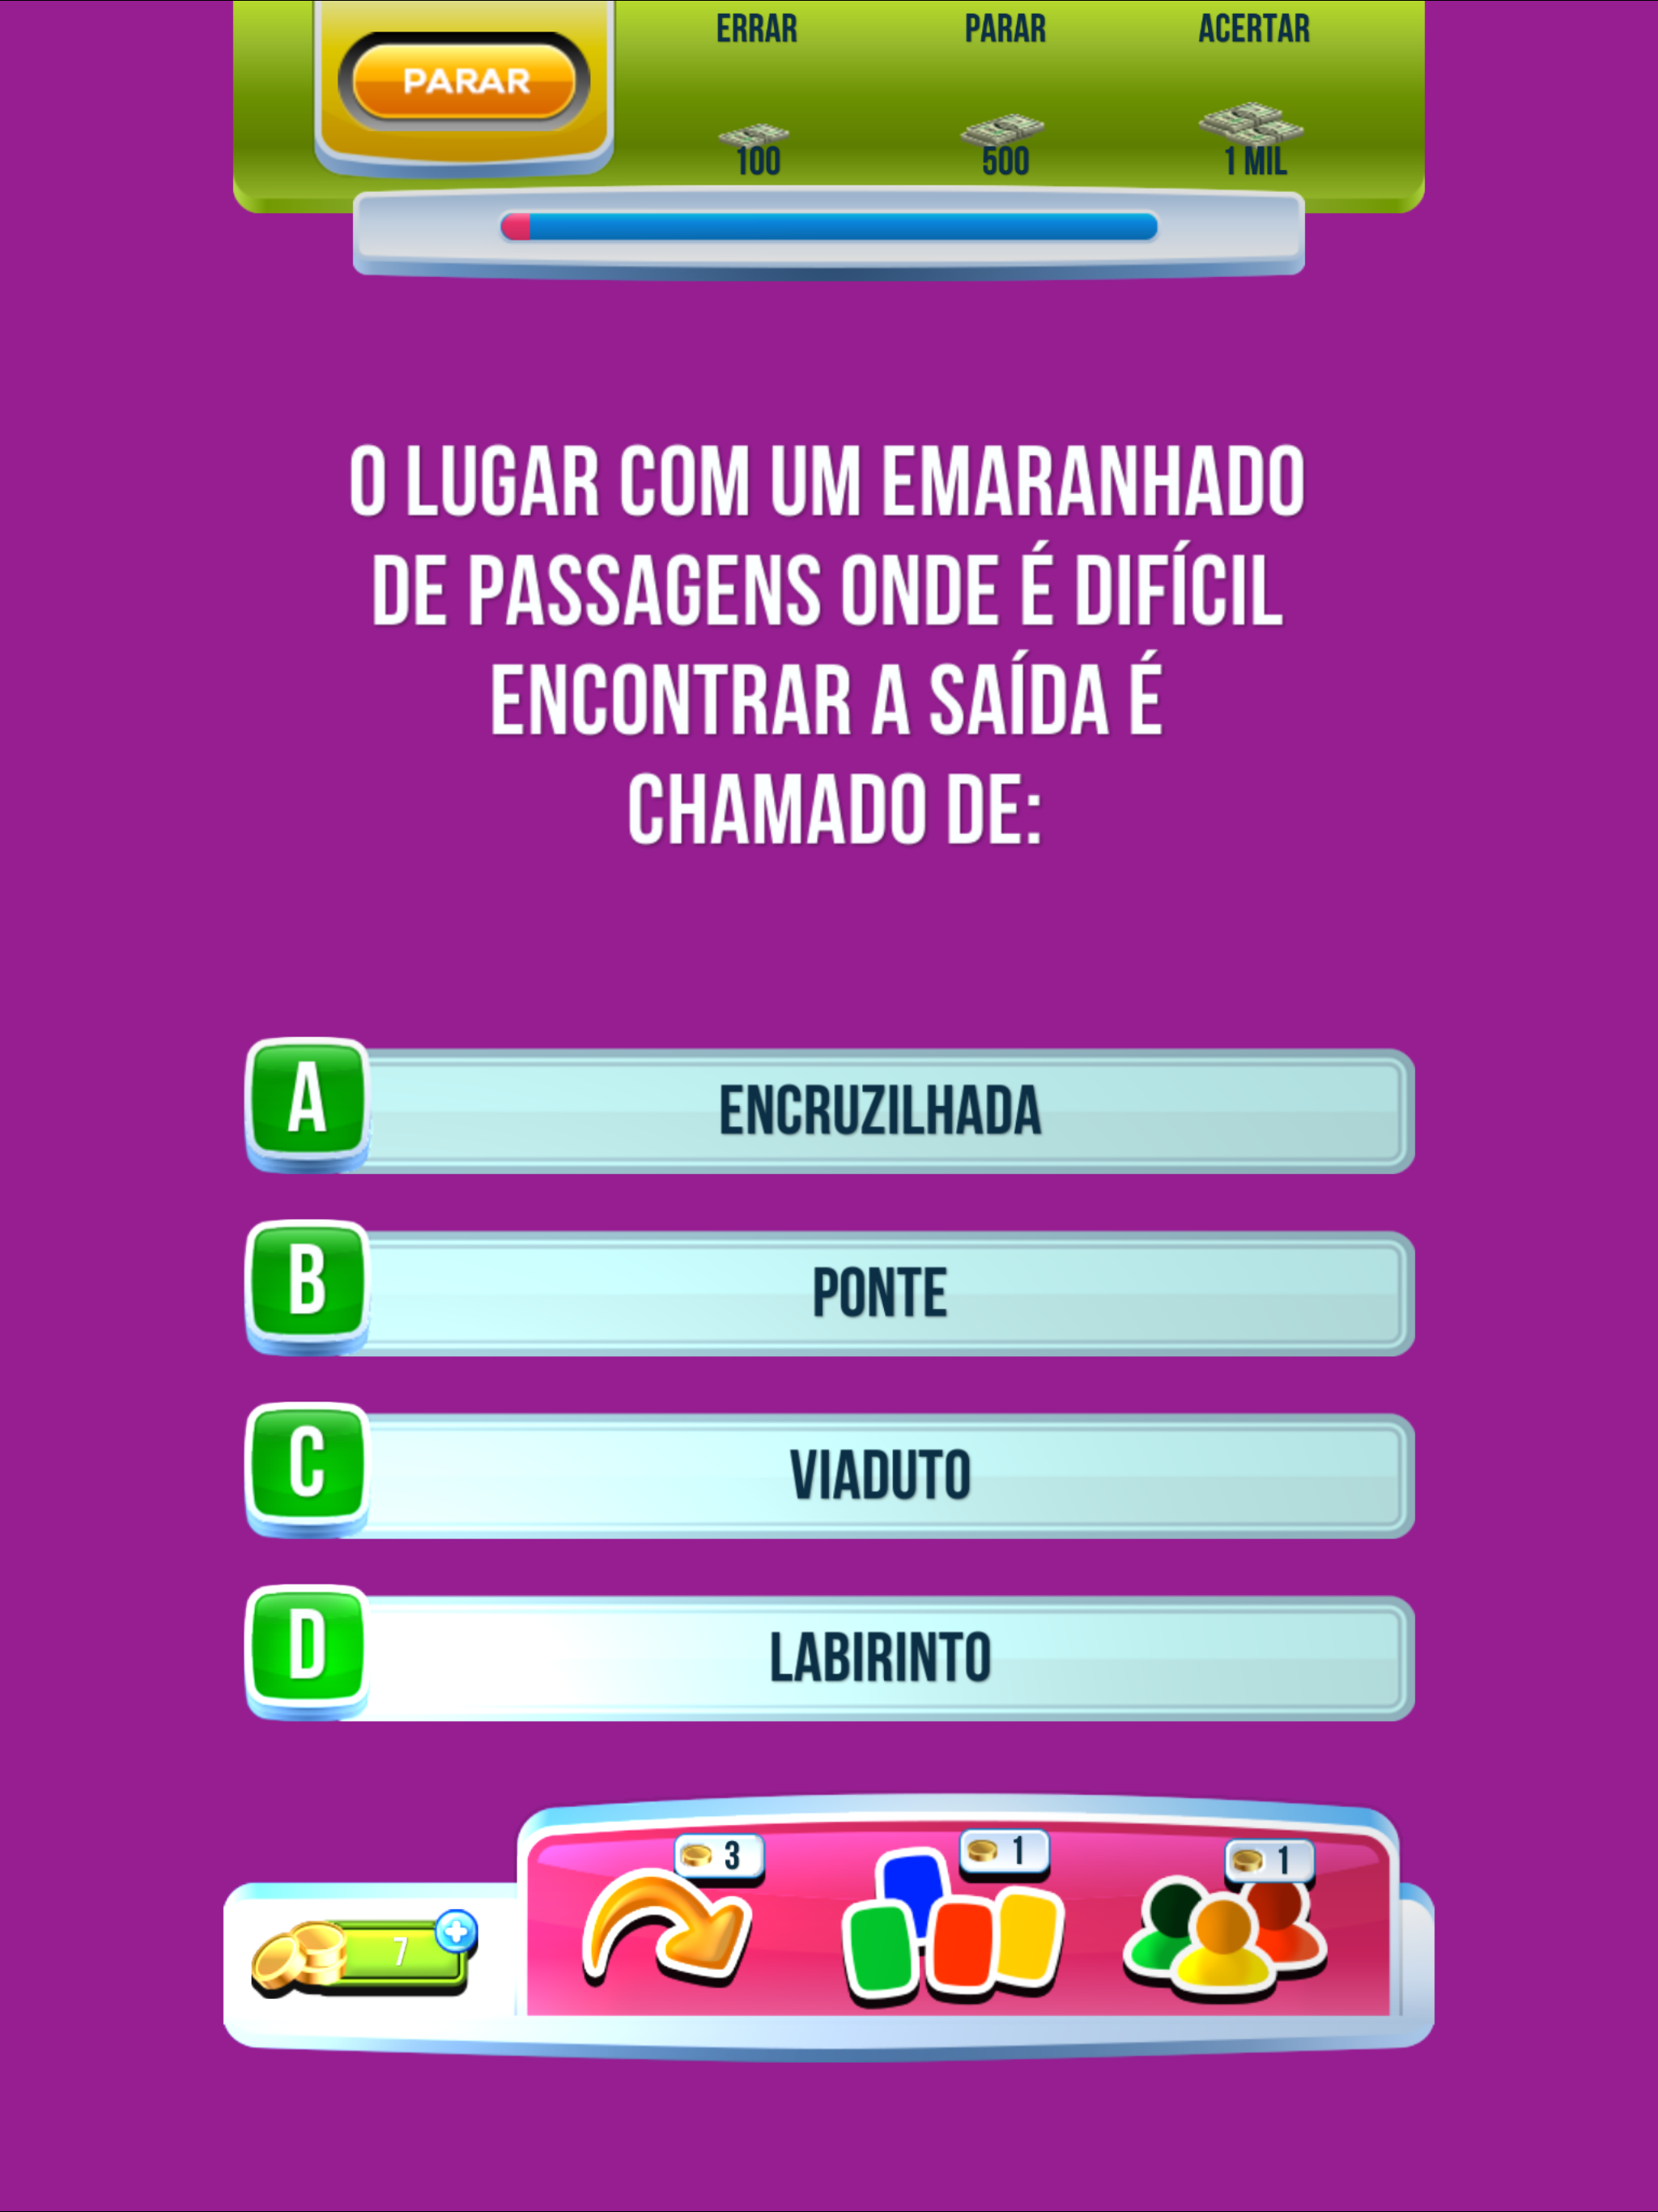 PARAR
ERRAR
PARAR
ACERTAR
100
500
1 MIL
O LUGAR COM UM EMARANHADO
DE PASSAGENS ONDE É DIFÍCIL
ENCONTRAR A SAÍDA É
CHAMADO DE:
A
ENCRUZILHADA
B
PONTE
C
VIADUTO
D
LABIRINTO
7
3
1
1